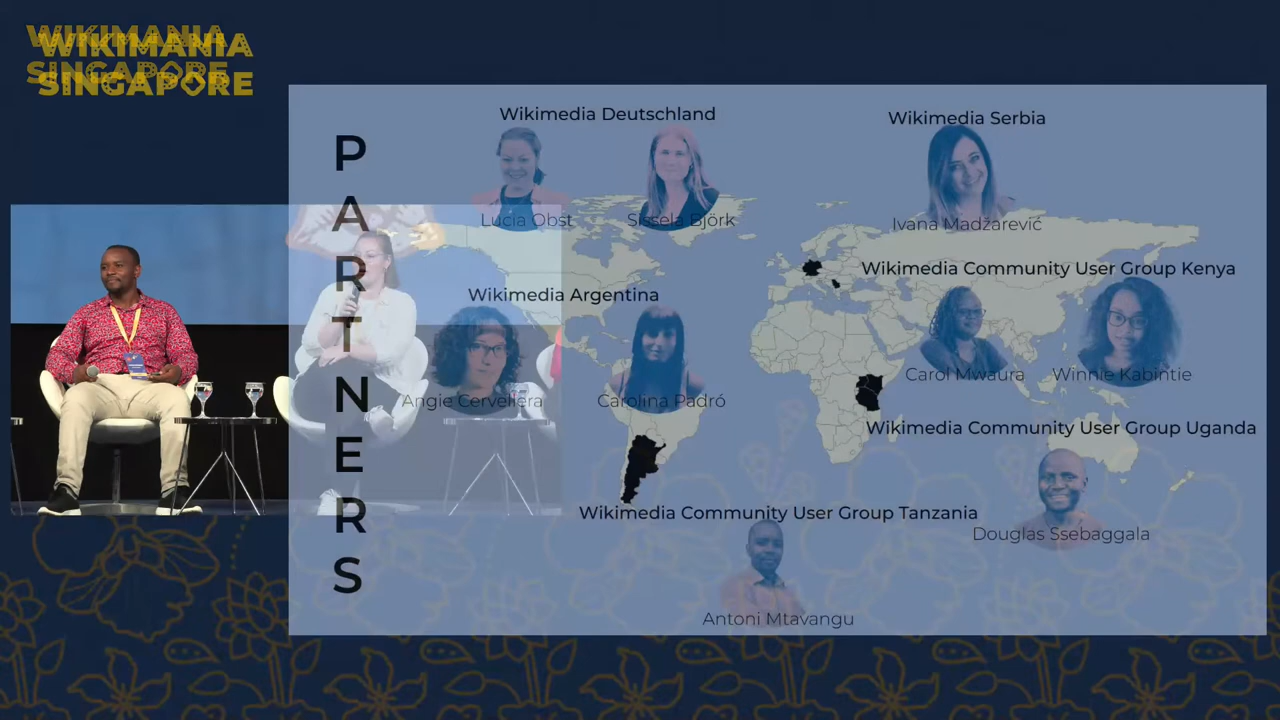 WIKIMANIA
SINGAPORE
PARTNERS
Wikimedia Deutschland
Lucia Obst
Sissela Björk
Wikimedia Serbia
Ivana Madžarević
Wikimedia Argentina
Angie Cervellera
Carolina Padró
Wikimedia Community User Group Kenya
Carol Mwaura
Winnie Kabintie
Wikimedia Community User Group Uganda
Douglas Ssebaggala
Wikimedia Community User Group Tanzania
Antoni Mtavangu